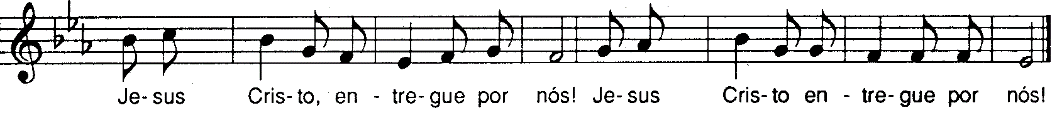 Je-sus Cris-to, en - tre-gue por nós! Je-sus Cris-to en - tre-gue por nós!